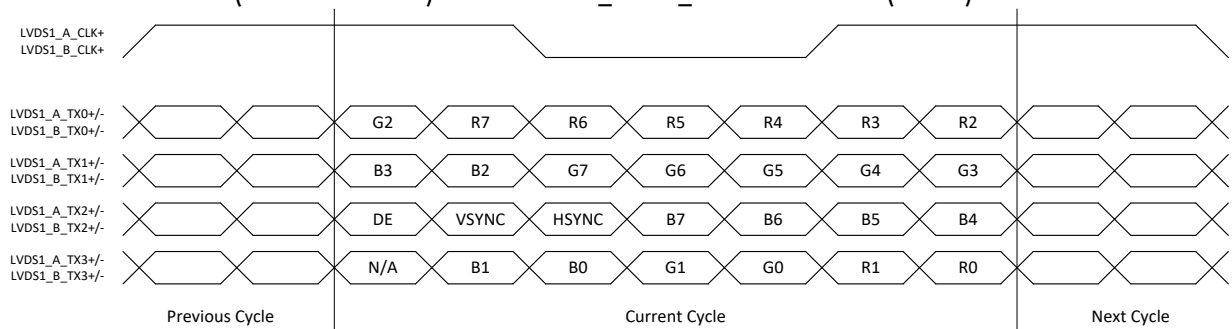 LVDS1_A_CLK+
LVDS1_B_CLK+
LVDS1_A_TX0+/-
LVDS1_B_TX0+/-
G2 R7 R6 R5 R4 R3 R2
LVDS1_A_TX1+/-
LVDS1_B_TX1+/-
B3 B2 G7 G6 G5 G4 G3
LVDS1_A_TX2+/-
LVDS1_B_TX2+/-
DE VSYNC HSYNC B7 B6 B5 B4
LVDS1_A_TX3+/-
LVDS1_B_TX3+/-
N/A B1 B0 G1 G0 R1 R0
Previous Cycle Current Cycle Next Cycle